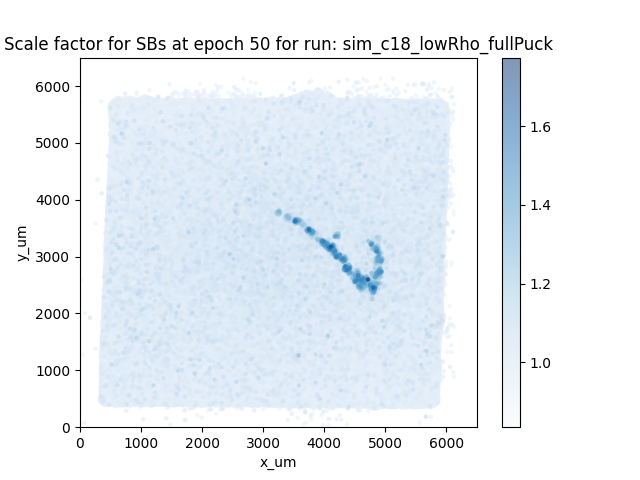 Scale factor for SBs at epoch 50 for run: sim_c18_lowRho_fullPuck
6000
5000
4000
3000
2000
1000
0
y_um
0 1000 2000 3000 4000 5000 6000
x_um
1.6
1.4
1.2
1.0